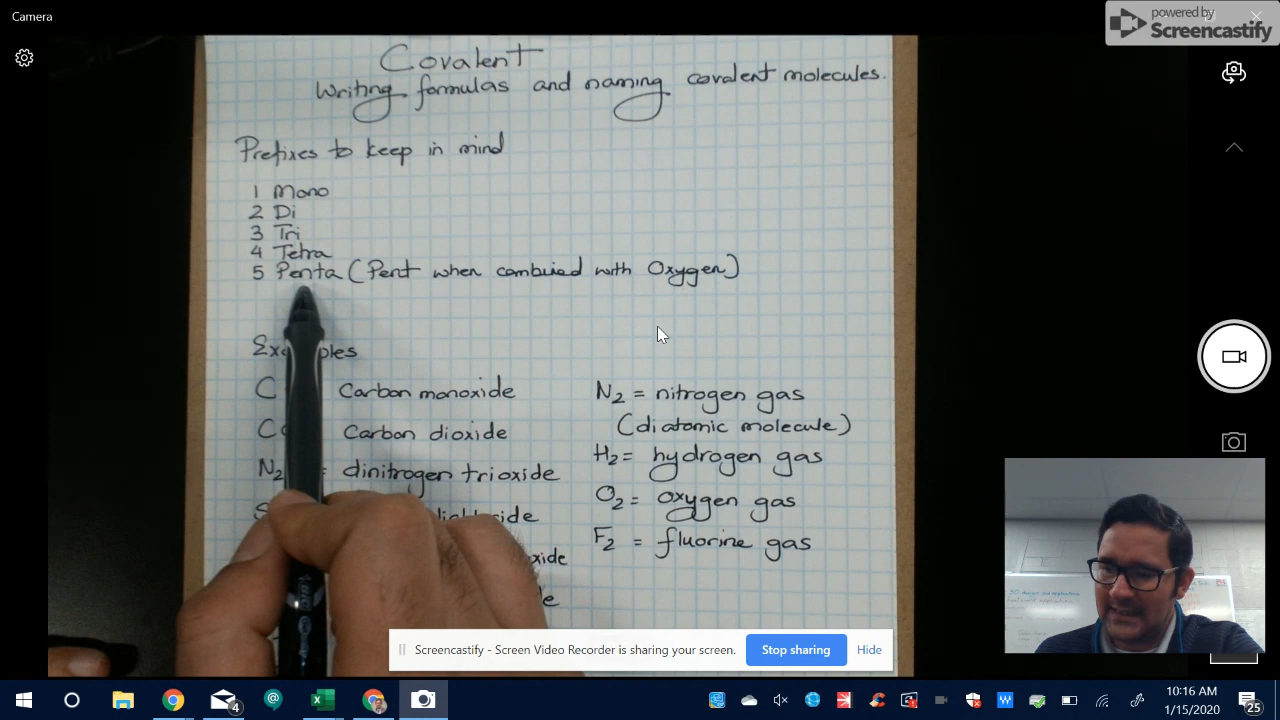 Camera
powered by
Screencastify
Covalent
Writing formulas and naming covalent molecules.
Prefixes to keep in mind
1 Mono
2 Di
3 Tri
4 Tetra
5 Penta (Pent when combined with Oxygen)
Carbon monoxide
Carbon dioxide
N2 = dinitrogen trioxide
N2 = nitrogen gas
(diatomic molecule)
H2 = hydrogen gas
O2 = oxygen gas
F2 = fluorine gas
Screencastify - Screen Video Recorder is sharing your screen.
Stop sharing
Hide
4
10:16 AM
1/15/2020
25